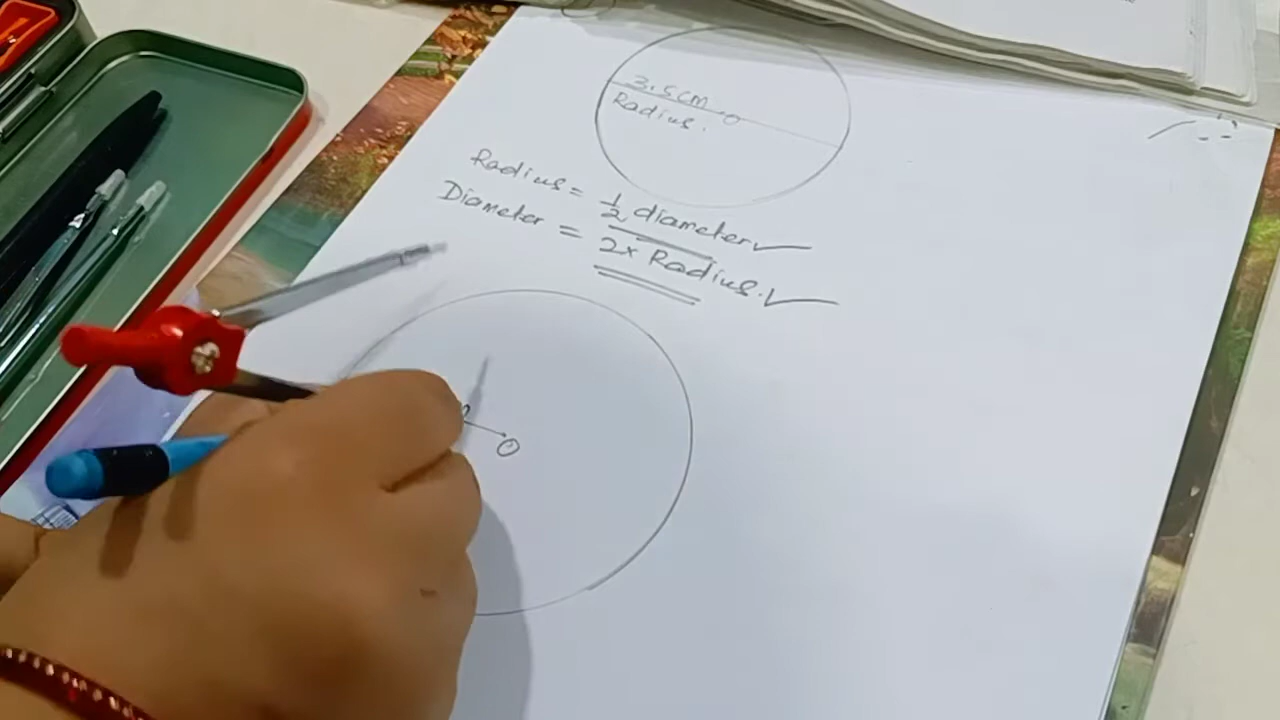 3.5cm O
Radius.
Radius = 1/2 diameter ✓
Diameter = 2x Radius. ✓
O